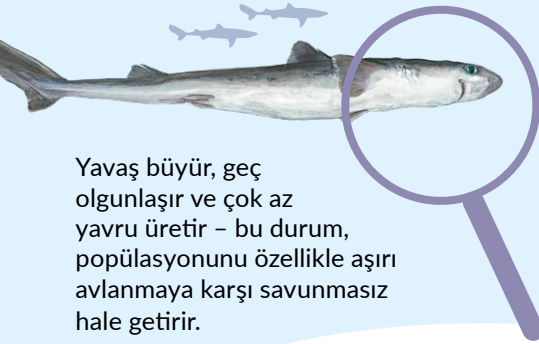 Yavaş büyür, geç
olgunlaşır ve çok az
yavru üretir – bu durum,
popülasyonunu özellikle aşırı
avlanmaya karşı savunmasız
hale getirir.